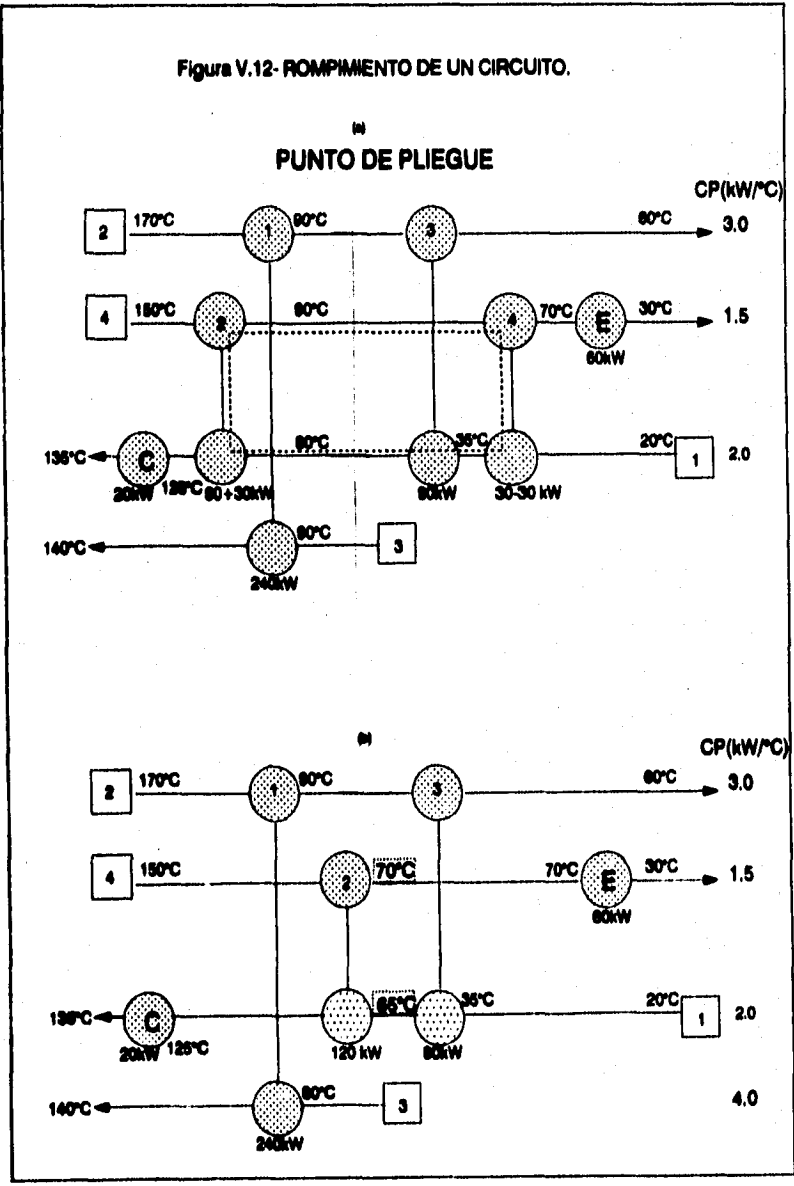 Figura V.12- ROMPIMIENTO DE UN CIRCUITO.
(a)
PUNTO DE PLIEGUE
CP(kW/°C)
2 170°C 1 90°C 3 60°C 3.0
4 150°C 2 90°C 4 70°C E 30°C 1.5
60kW
135°C C 125°C 80°C 35°C 20°C 1 2.0
20kW 90+30kW 90kW 30-30 kW
140°C 80°C 3
240kW
(b)
CP(kW/°C)
2 170°C 1 90°C 3 60°C 3.0
4 150°C 2 70°C 70°C E 30°C 1.5
60kW
135°C C 125°C 65°C 35°C 20°C 1 2.0
20kW 120 kW 90kW
140°C 80°C 3 4.0
240kW